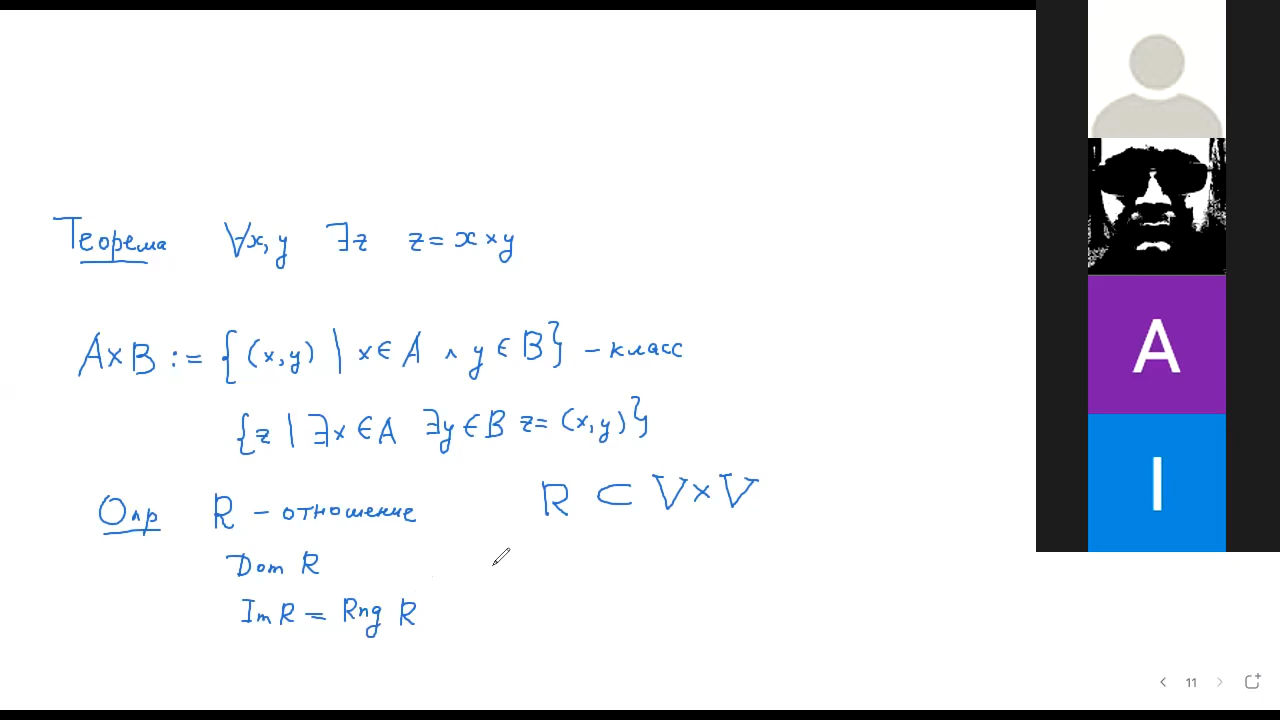 Теорема ∀x, y ∃z z = x × y
A×B := {(x, y) | x ∈ A ∧ y ∈ B} – класс
{z | ∃x ∈ A ∃y ∈ B z = (x, y)}
Опр R – отношение R ⊂ V × V
Dom R
Im R = Rng R
A
I
11